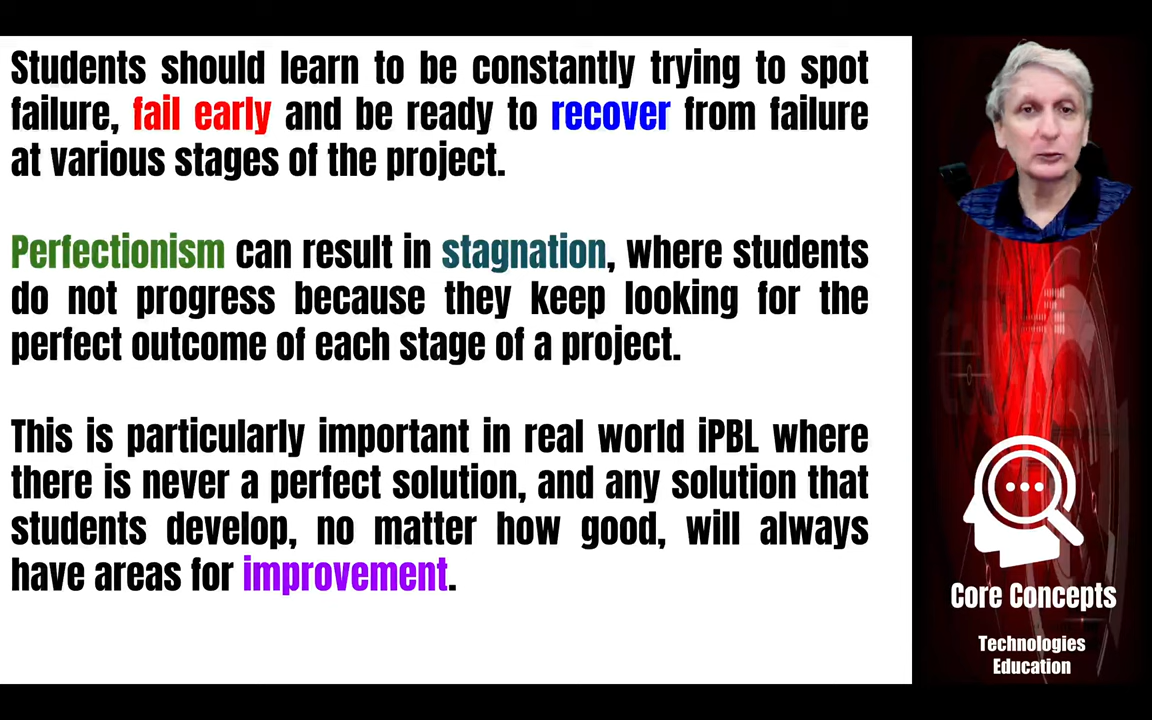 Students should learn to be constantly trying to spot
failure, fail early and be ready to recover from failure
at various stages of the project.
Perfectionism can result in stagnation, where students
do not progress because they keep looking for the
perfect outcome of each stage of a project.
This is particularly important in real world iPBL where
there is never a perfect solution, and any solution that
students develop, no matter how good, will always
have areas for improvement.
Core Concepts
Technologies
Education